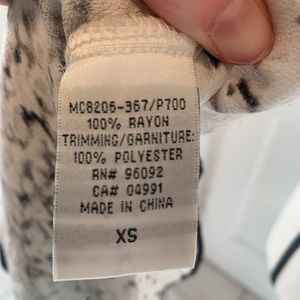 MC8206-367/P700
100% RAYON
TRIMMING/GARNITURE:
100% POLYESTER
RN# 96092
CA# 04991
MADE IN CHINA
XS